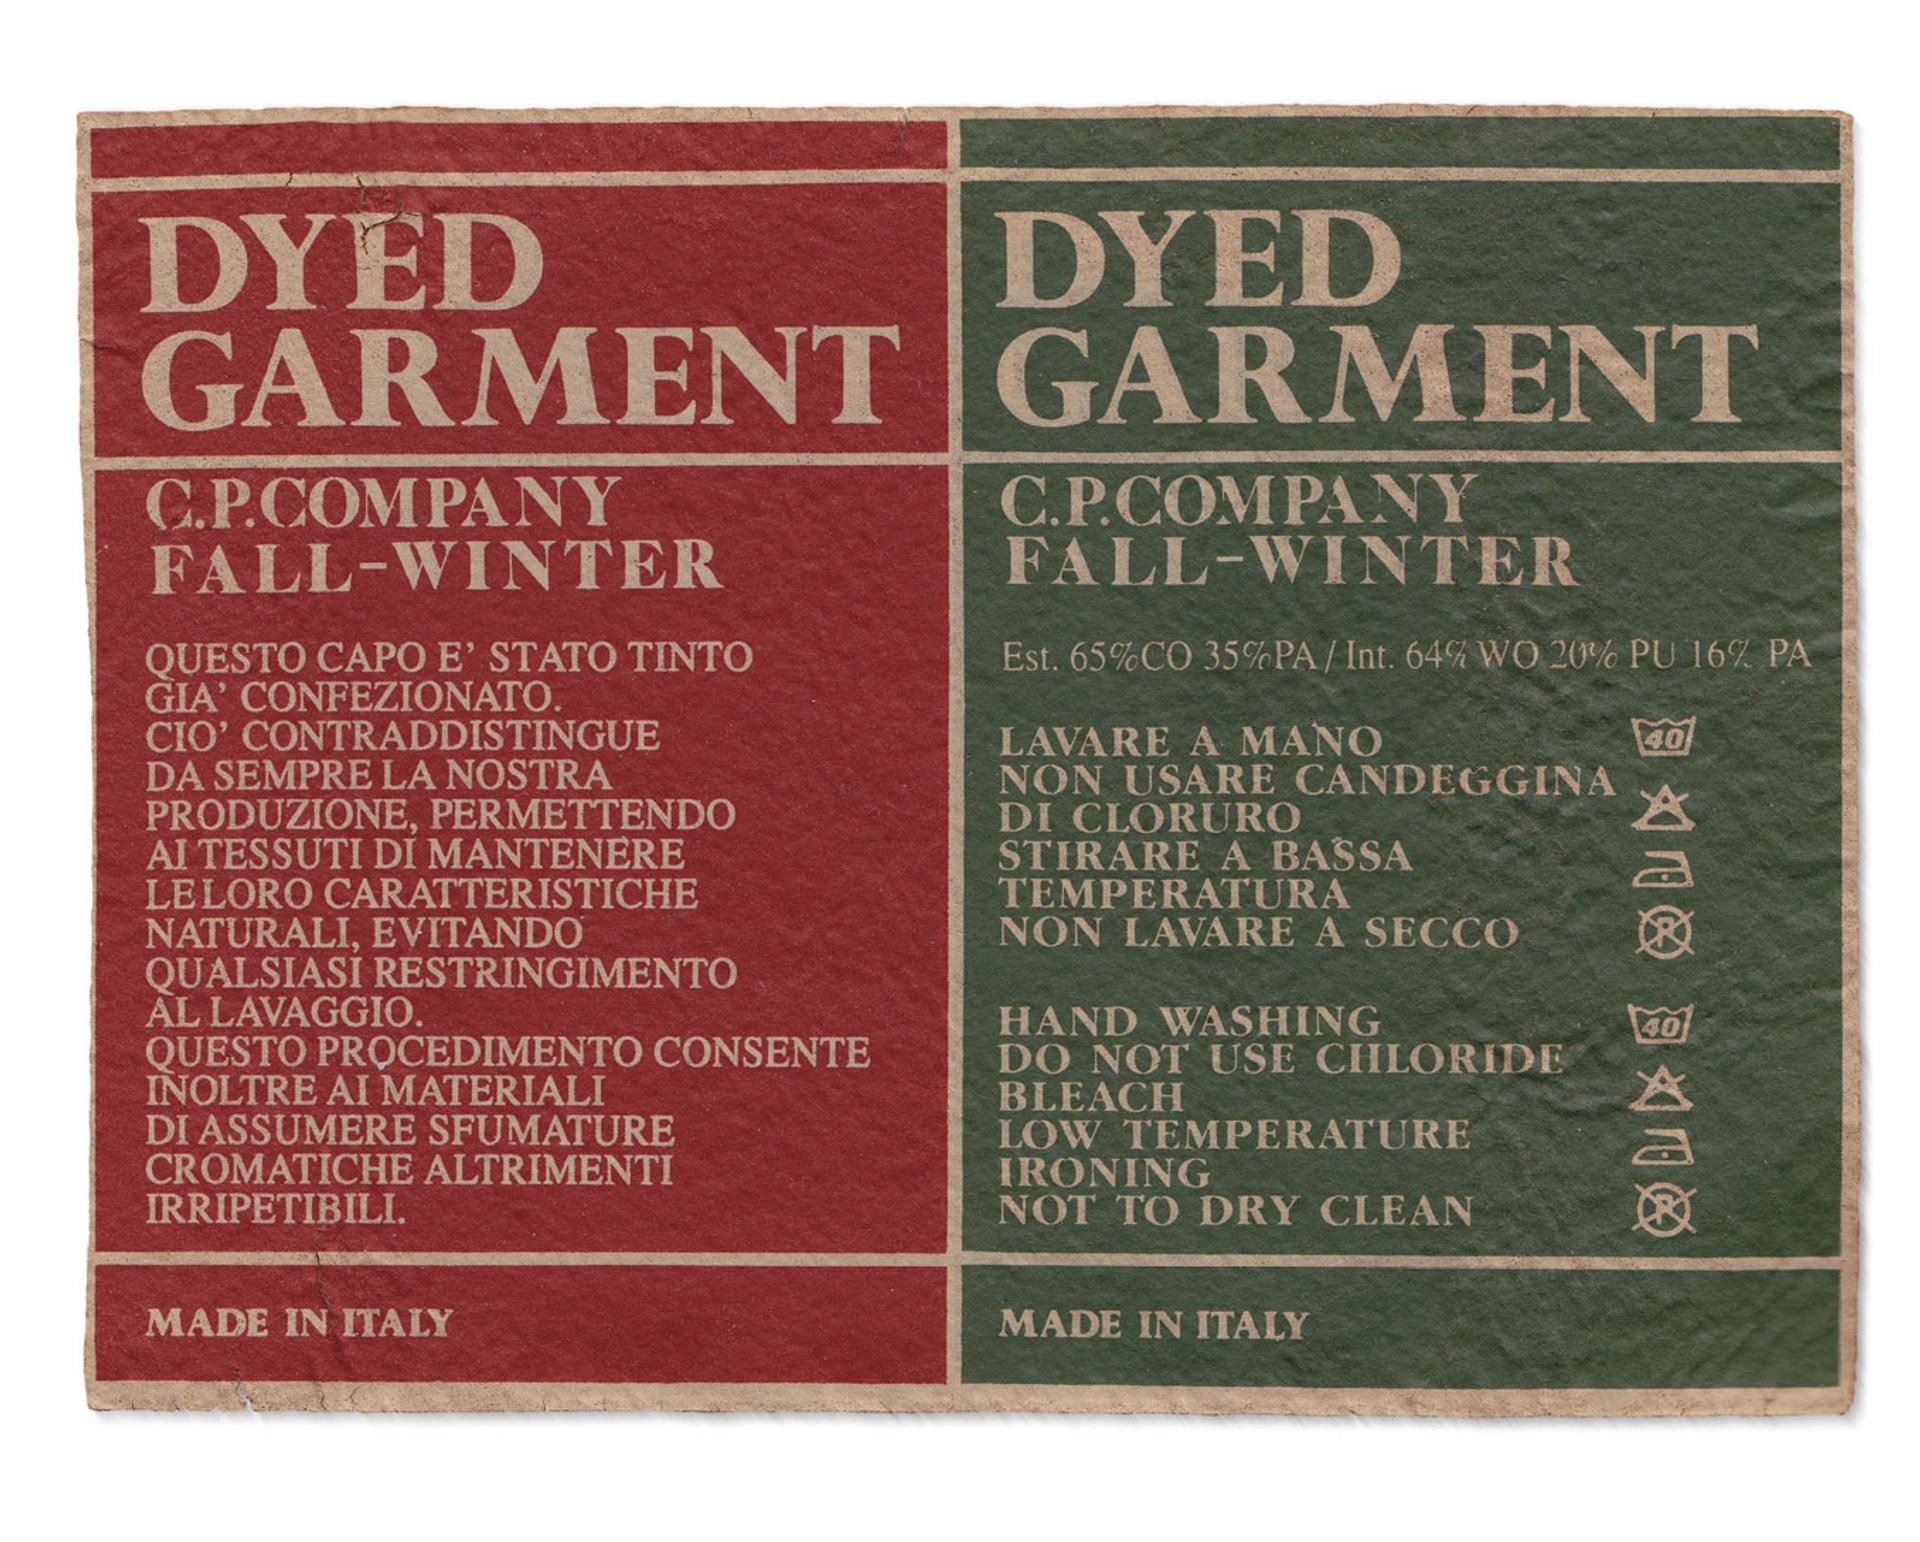 DYED
GARMENT
C.P.COMPANY
FALL-WINTER
QUESTO CAPO E' STATO TINTO
GIA' CONFEZIONATO.
CIO' CONTRADDISTINGUE
DA SEMPRE LA NOSTRA
PRODUZIONE, PERMETTENDO
AI TESSUTI DI MANTENERE
LE LORO CARATTERISTICHE
NATURALI, EVITANDO
QUALSIASI RESTRINGIMENTO
AL LAVAGGIO.
QUESTO PROCEDIMENTO CONSENTE
INOLTRE AI MATERIALI
DI ASSUMERE SFUMATURE
CROMATICHE ALTRIMENTI
IRRIPETIBILI.
MADE IN ITALY
DYED
GARMENT
C.P.COMPANY
FALL-WINTER
Est. 65%CO 35%PA / Int. 64% WO 20% PU 16% PA
LAVARE A MANO 40
NON USARE CANDEGGINA
DI CLORURO
STIRARE A BASSA
TEMPERATURA
NON LAVARE A SECCO P
HAND WASHING 40
DO NOT USE CHLORIDE
BLEACH
LOW TEMPERATURE
IRONING
NOT TO DRY CLEAN P
MADE IN ITALY